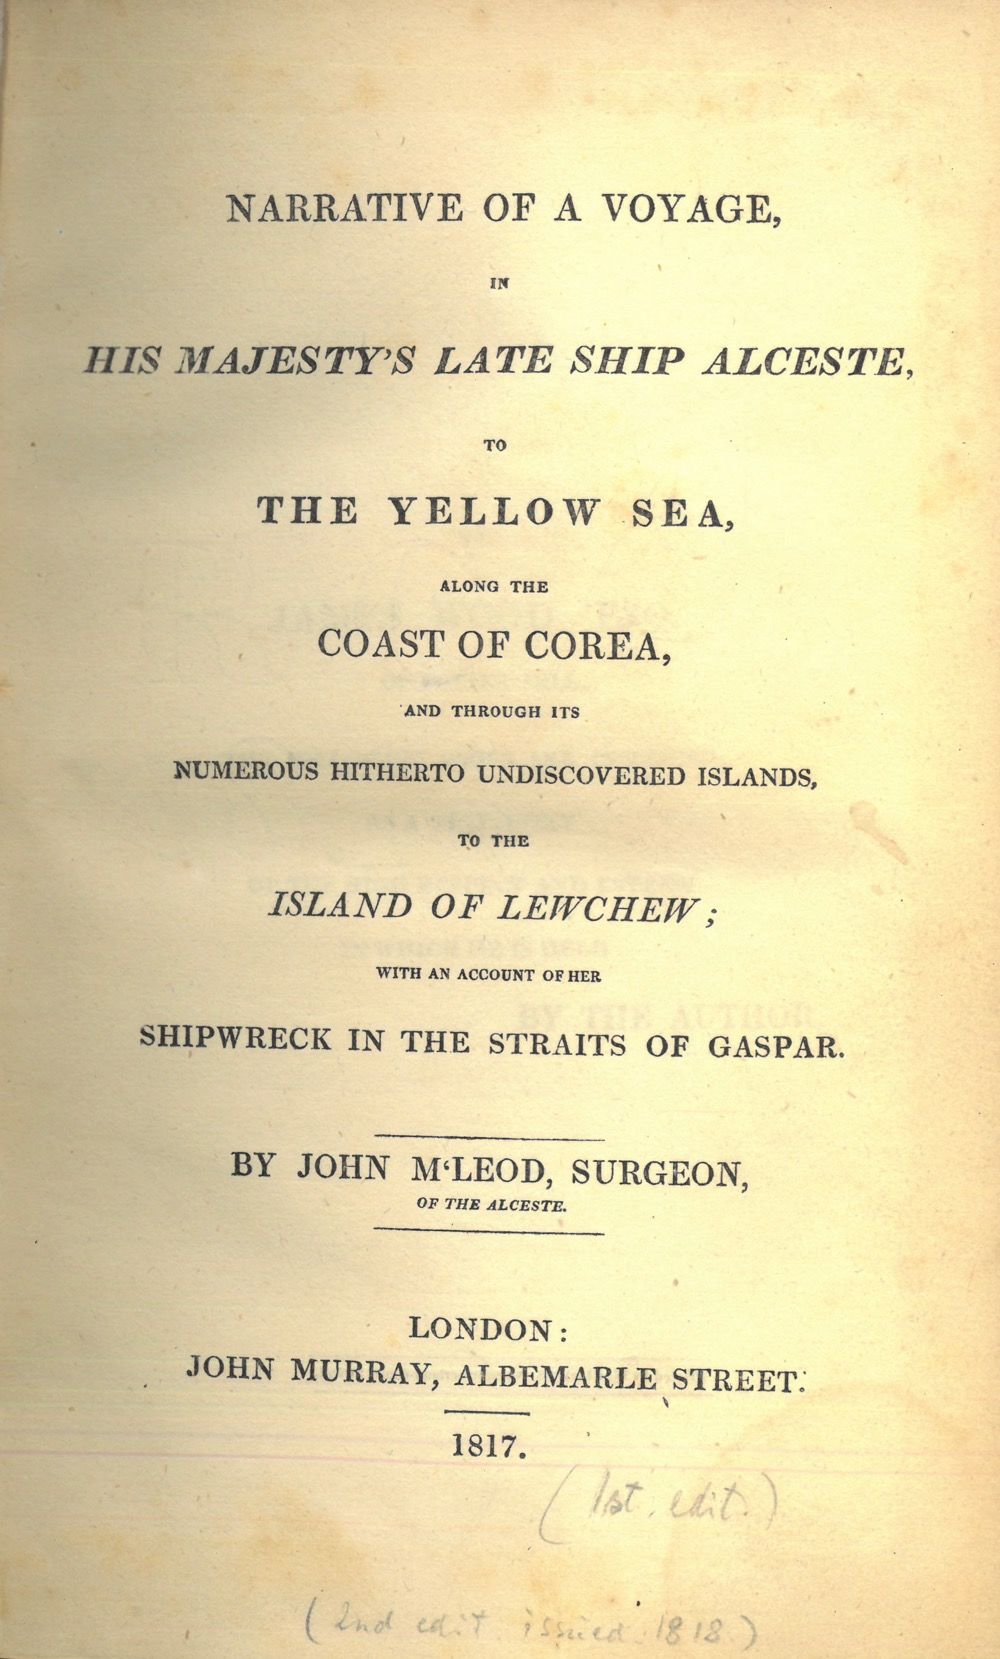 NARRATIVE OF A VOYAGE,
IN
HIS MAJESTY'S LATE SHIP ALCESTE,
TO
THE YELLOW SEA,
ALONG THE
COAST OF COREA,
AND THROUGH ITS
NUMEROUS HITHERTO UNDISCOVERED ISLANDS,
TO THE
ISLAND OF LEWCHEW;
WITH AN ACCOUNT OF HER
SHIPWRECK IN THE STRAITS OF GASPAR.
BY JOHN M‘LEOD, SURGEON,
OF THE ALCESTE.
LONDON:
JOHN MURRAY, ALBEMARLE STREET.
1817.
(1st. edit.)
(2nd edit. issued 1818.)